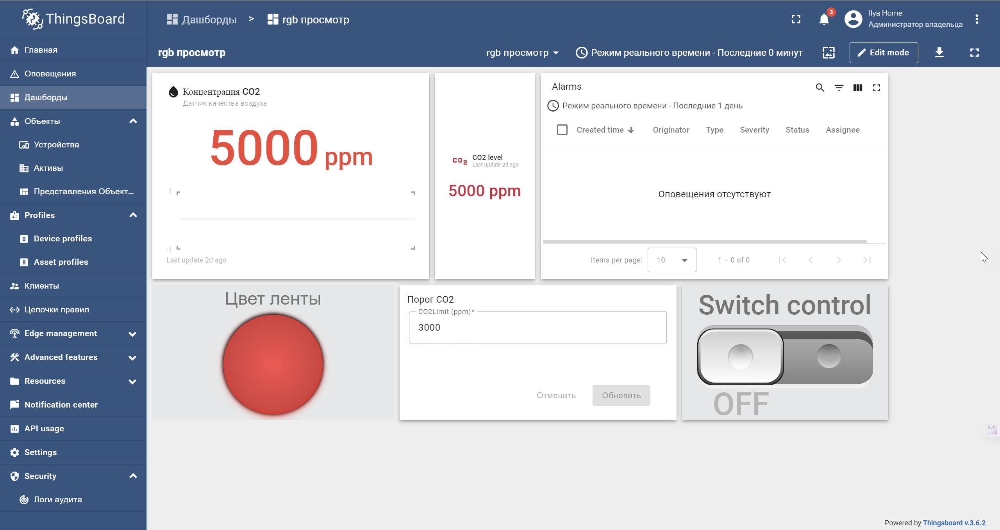 ThingsBoard
Дашборды > rgb просмотр
3
Ilya Home
Администратор владельца
Главная
Оповещения
Дашборды
Объекты
Устройства
Активы
Представления Объект...
Profiles
Device profiles
Asset profiles
Клиенты
Цепочки правил
Edge management
Advanced features
Resources
Notification center
API usage
Settings
Security
Логи аудита
rgb просмотр
rgb просмотр
Режим реального времени - Последние 0 минут
Edit mode
Концентрация CO2
Датчик качества воздуха
5000 ppm
1
-1
Last update 2d ago
CO2
CO2 level
Last update 2d ago
5000 ppm
Alarms
Режим реального времени - Последние 1 день
Created time Originator Type Severity Status Assignee
Оповещения отсутствуют
Items per page: 10 1 – 0 of 0
Цвет ленты
Порог CO2
CO2Limit (ppm)*
3000
Отменить Обновить
Switch control
OFF
Powered by Thingsboard v.3.6.2